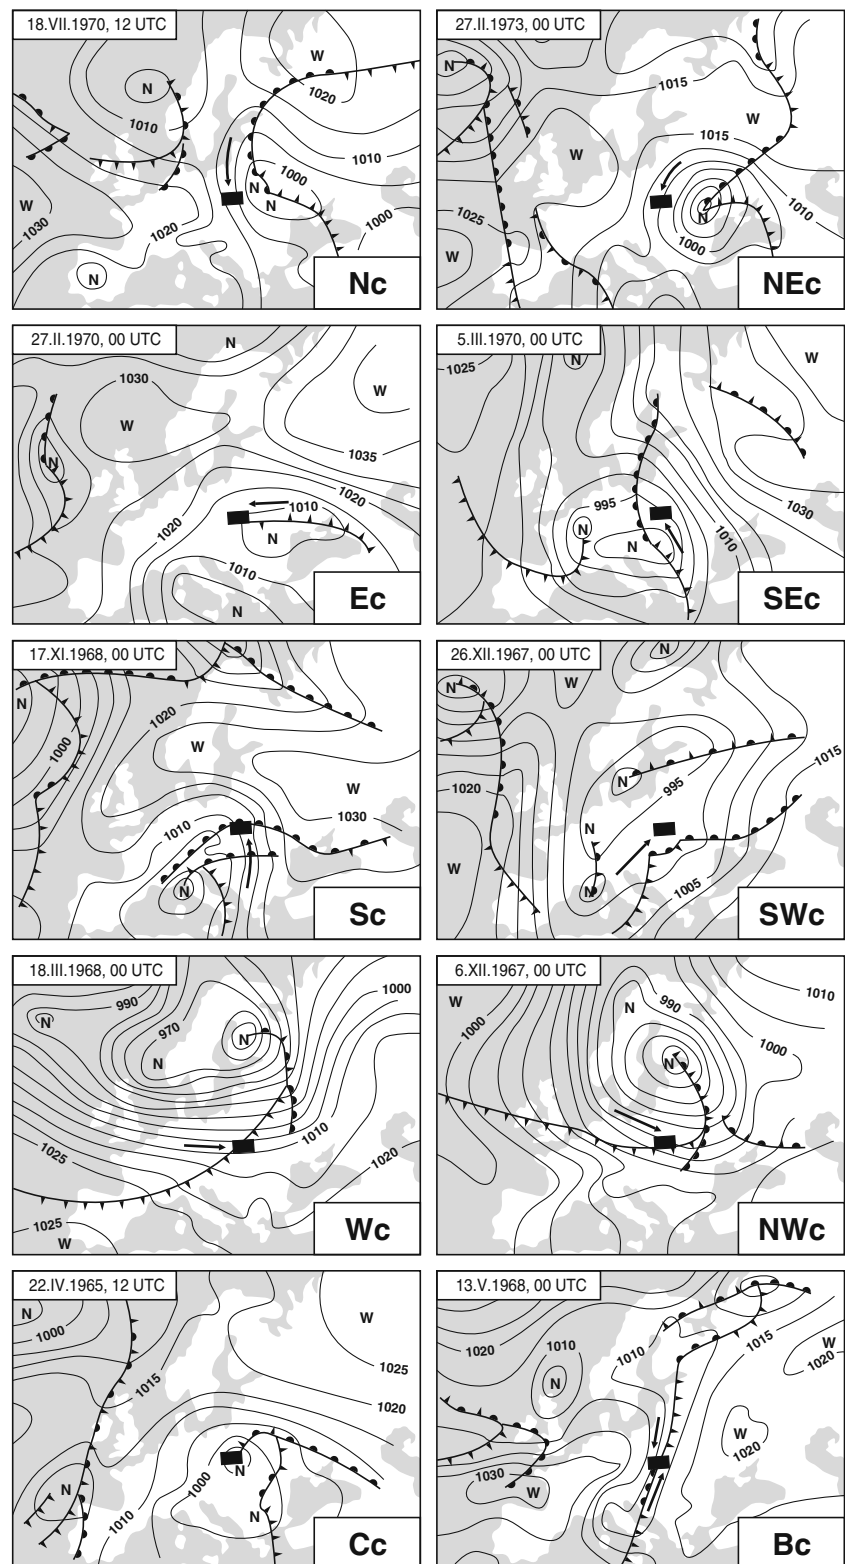 18.VII.1970, 12 UTC
N
W
1020
1010
1010
1000
N
N
W
1030
1020
1000
N
Nc
27.II.1973, 00 UTC
N
1015
1015
W
W
1025
1010
N
1000
W
NEc
27.II.1970, 00 UTC
N
1030
W
W
1035
N
1020
1010
1020
N
1010
N
Ec
5.III.1970, 00 UTC
N
W
1025
995
1030
N
N
1010
SEc
17.XI.1968, 00 UTC
N
1020
1000
W
W
1030
1010
N
Sc
26.XII.1967, 00 UTC
N
N
W
1015
N
995
1020
N
W
N
1005
SWc
18.III.1968, 00 UTC
1000
990
N
970
N
N
1010
1025
1020
1025
W
Wc
6.XII.1967, 00 UTC
W
990
1010
N
1000
1000
N
NWc
22.IV.1965, 12 UTC
N
1000
W
1025
1015
1020
N
1000
N
N
1010
Cc
13.V.1968, 00 UTC
1020
1010
1010
1015
W
1020
N
W
1020
1030
W
Bc